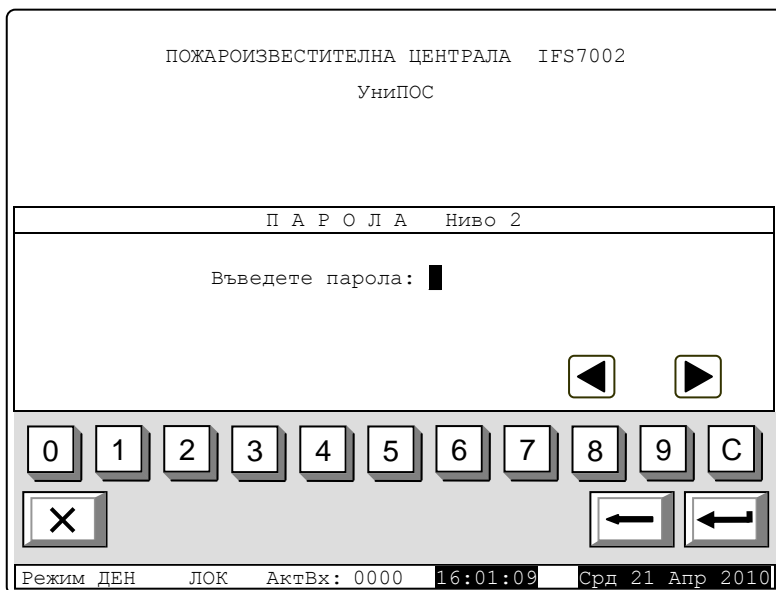 ПОЖАРОИЗВЕСТИТЕЛНА ЦЕНТРАЛА IFS7002
УниПОС
П А Р О Л А Ниво 2
Въведете парола:
0 1 2 3 4 5 6 7 8 9 C
Режим ДЕН ЛОК АктВх: 0000 16:01:09 Срд 21 Апр 2010